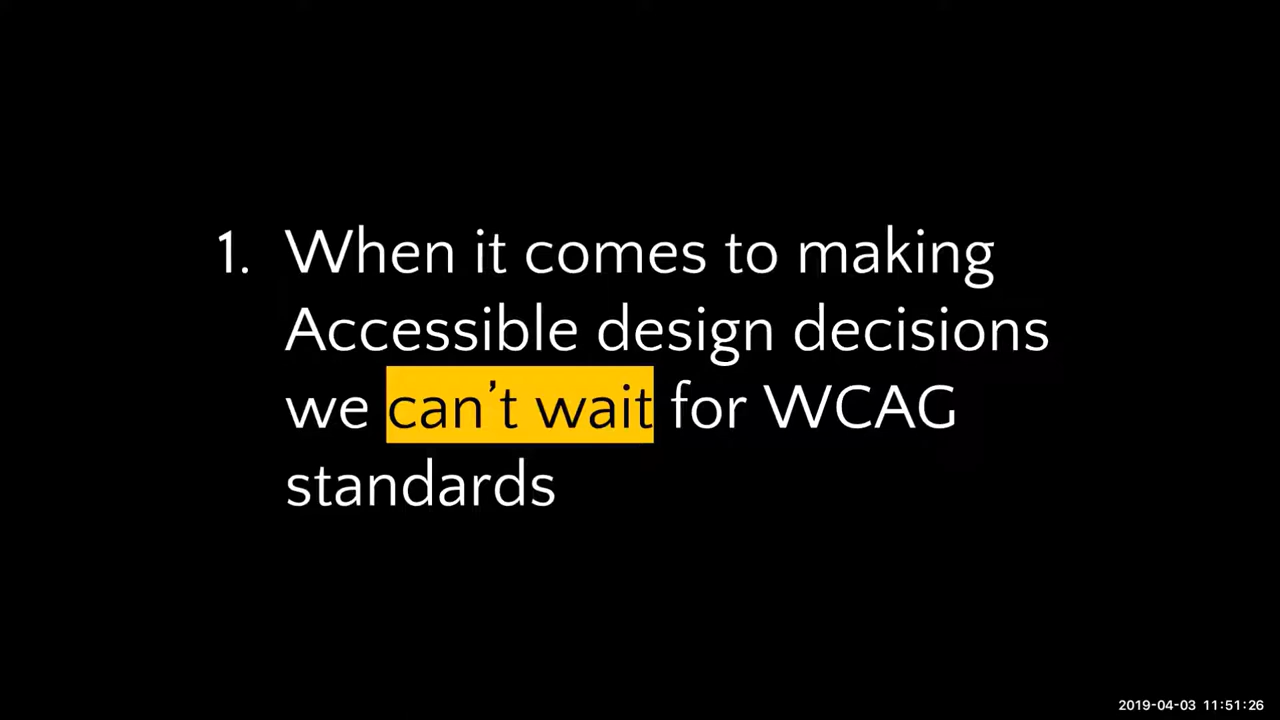 1. When it comes to making
Accessible design decisions
we can’t wait for WCAG
standards
2019-04-03 11:51:26